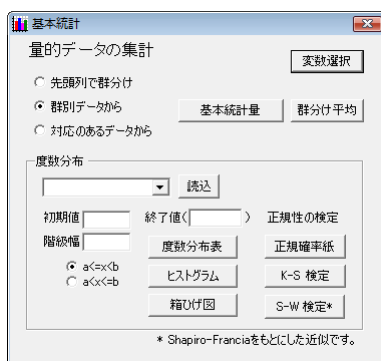 基本統計
量的データの集計
変数選択
先頭列で群分け
群別データから
基本統計量
群分け平均
対応のあるデータから
度数分布
読込
初期値
終了値( )
正規性の検定
階級幅
度数分布表
正規確率紙
a<=x<b
a<x<=b
ヒストグラム
K-S 検定
箱ひげ図
S-W 検定*
* Shapiro-Franciaをもとにした近似です。